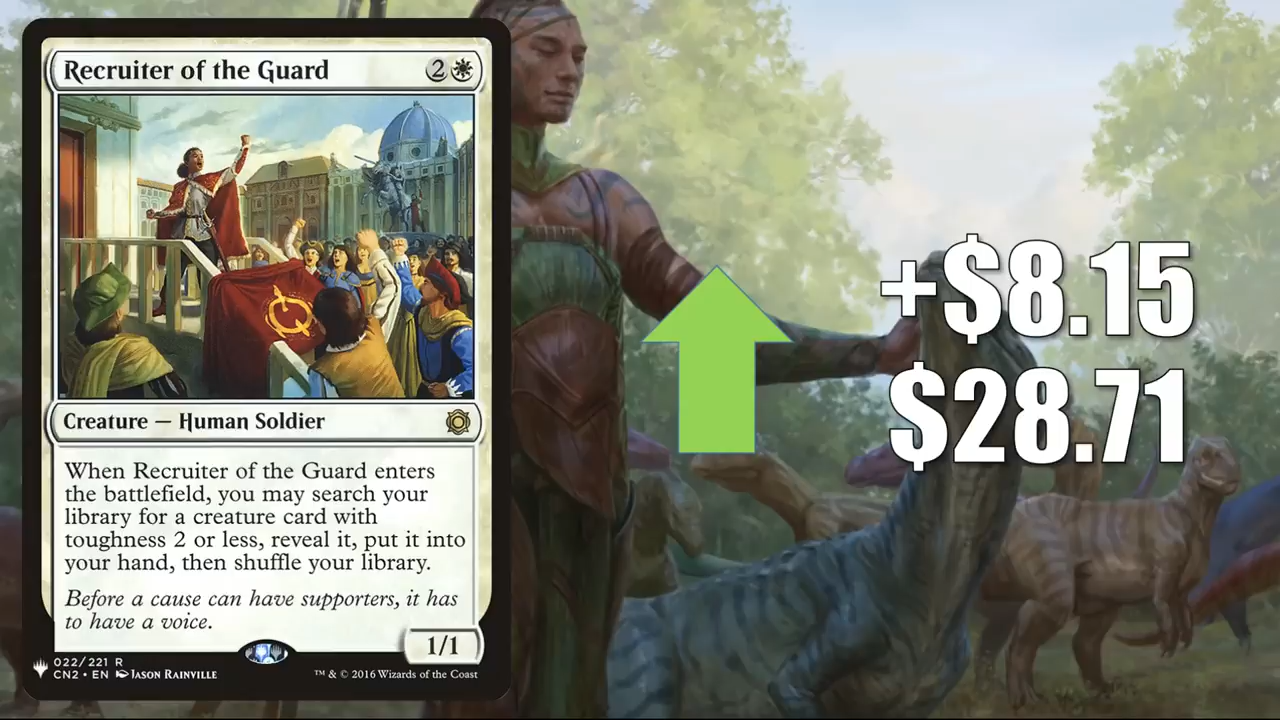 Recruiter of the Guard 2
Creature — Human Soldier
When Recruiter of the Guard enters
the battlefield, you may search your
library for a creature card with
toughness 2 or less, reveal it, put it into
your hand, then shuffle your library.
Before a cause can have supporters, it has
to have a voice.
1/1
022/221 R
CN2 • EN Jason Rainville
™ & © 2016 Wizards of the Coast
+$8.15
$28.71